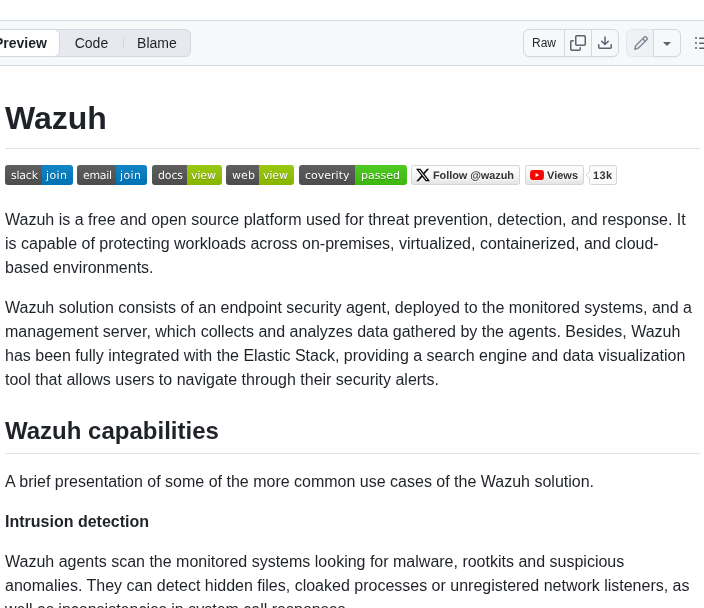 Preview Code Blame Raw
Wazuh
slack join email join docs view web view coverity passed Follow @wazuh Views 13k
Wazuh is a free and open source platform used for threat prevention, detection, and response. It
is capable of protecting workloads across on-premises, virtualized, containerized, and cloud-
based environments.
Wazuh solution consists of an endpoint security agent, deployed to the monitored systems, and a
management server, which collects and analyzes data gathered by the agents. Besides, Wazuh
has been fully integrated with the Elastic Stack, providing a search engine and data visualization
tool that allows users to navigate through their security alerts.
Wazuh capabilities
A brief presentation of some of the more common use cases of the Wazuh solution.
Intrusion detection
Wazuh agents scan the monitored systems looking for malware, rootkits and suspicious
anomalies. They can detect hidden files, cloaked processes or unregistered network listeners, as
well as inconsistencies in system call responses.